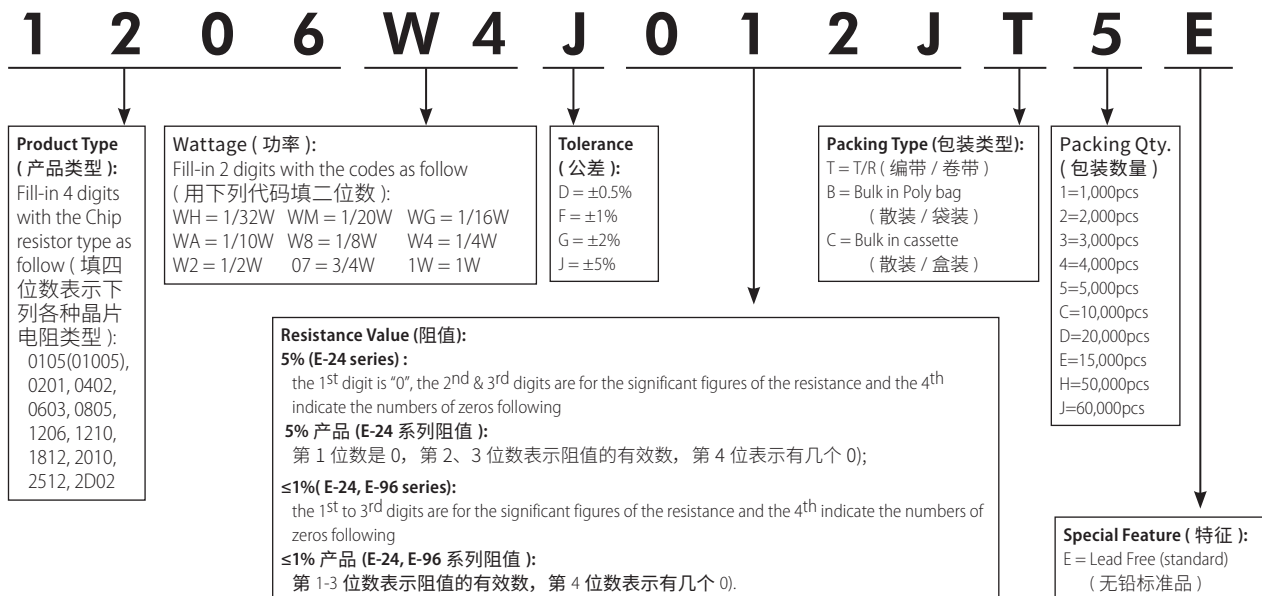 1 2 0 6 W 4 J 0 1 2 J T 5 E
Product Type
( 产品类型 ):
Fill-in 4 digits
with the Chip
resistor type as
follow ( 填四
位数表示下
列各种晶片
电阻类型 ):
0105(01005),
0201, 0402,
0603, 0805,
1206, 1210,
1812, 2010,
2512, 2D02
Wattage ( 功率 ):
Fill-in 2 digits with the codes as follow
( 用下列代码填二位数 ):
WH = 1/32W WM = 1/20W WG = 1/16W
WA = 1/10W W8 = 1/8W W4 = 1/4W
W2 = 1/2W 07 = 3/4W 1W = 1W
Tolerance
( 公差 ):
D = ±0.5%
F = ±1%
G = ±2%
J = ±5%
Resistance Value (阻值):
5% (E-24 series) :
the 1st digit is “0”, the 2nd & 3rd digits are for the significant figures of the resistance and the 4th
indicate the numbers of zeros following
5% 产品 (E-24 系列阻值 ):
第 1 位数是 0，第 2、3 位数表示阻值的有效数，第 4 位表示有几个 0);
≤1%( E-24, E-96 series):
the 1st to 3rd digits are for the significant figures of the resistance and the 4th indicate the numbers of
zeros following
≤1% 产品 (E-24, E-96 系列阻值 ):
第 1-3 位数表示阻值的有效数，第 4 位数表示有几个 0).
Packing Type (包装类型):
T = T/R ( 编带 / 卷带 )
B = Bulk in Poly bag
( 散装 / 袋装 )
C = Bulk in cassette
( 散装 / 盒装 )
Packing Qty.
( 包装数量 )
1=1,000pcs
2=2,000pcs
3=3,000pcs
4=4,000pcs
5=5,000pcs
C=10,000pcs
D=20,000pcs
E=15,000pcs
H=50,000pcs
J=60,000pcs
Special Feature ( 特征 ):
E = Lead Free (standard)
( 无铅标准品 )